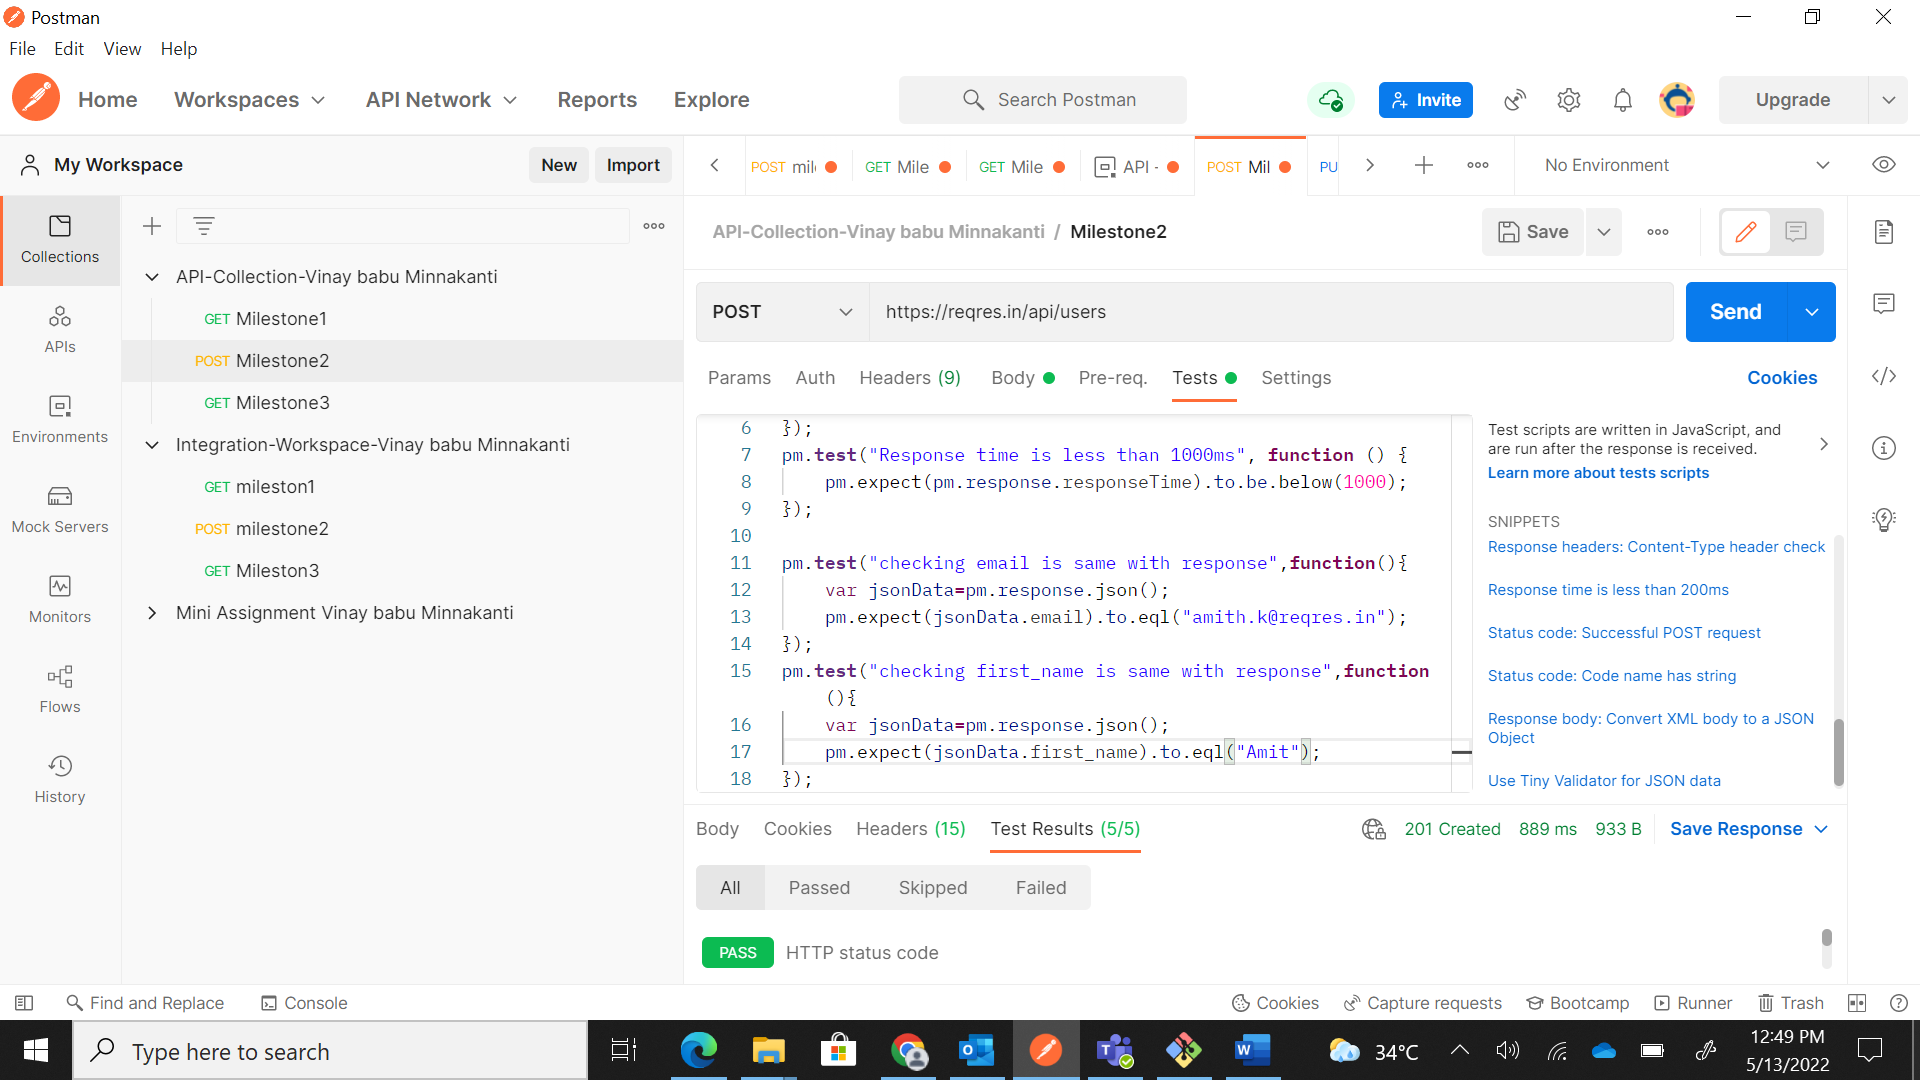 Postman
File Edit View Help
Home Workspaces API Network Reports Explore Search Postman Invite Upgrade
My Workspace New Import
POST mil GET Mile GET Mile API - POST Mil PU No Environment
Collections
APIs
Environments
Mock Servers
Monitors
Flows
History
API-Collection-Vinay babu Minnakanti
GET Milestone1
POST Milestone2
GET Milestone3
Integration-Workspace-Vinay babu Minnakanti
GET mileston1
POST milestone2
GET Mileston3
Mini Assignment Vinay babu Minnakanti
API-Collection-Vinay babu Minnakanti / Milestone2 Save
POST https://reqres.in/api/users Send
Params Auth Headers (9) Body Pre-req. Tests Settings Cookies
6 });
7 pm.test("Response time is less than 1000ms", function () {
8 pm.expect(pm.response.responseTime).to.be.below(1000);
9 });
10
11 pm.test("checking email is same with response",function(){
12 var jsonData=pm.response.json();
13 pm.expect(jsonData.email).to.eql("amith.k@reqres.in");
14 });
15 pm.test("checking first_name is same with response",function
(){
16 var jsonData=pm.response.json();
17 pm.expect(jsonData.first_name).to.eql("Amit");
18 });
Test scripts are written in JavaScript, and
are run after the response is received.
Learn more about tests scripts
SNIPPETS
Response headers: Content-Type header check
Response time is less than 200ms
Status code: Successful POST request
Status code: Code name has string
Response body: Convert XML body to a JSON
Object
Use Tiny Validator for JSON data
Body Cookies Headers (15) Test Results (5/5) 201 Created 889 ms 933 B Save Response
All Passed Skipped Failed
PASS HTTP status code
Find and Replace Console Cookies Capture requests Bootcamp Runner Trash
Type here to search 34°C 12:49 PM
5/13/2022